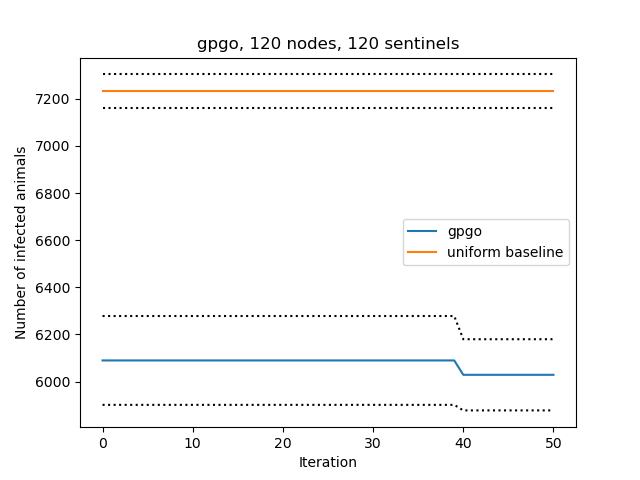 gpgo, 120 nodes, 120 sentinels
Number of infected animals
7200
7000
6800
6600
6400
6200
6000
gpgo
uniform baseline
0
10
20
30
40
50
Iteration